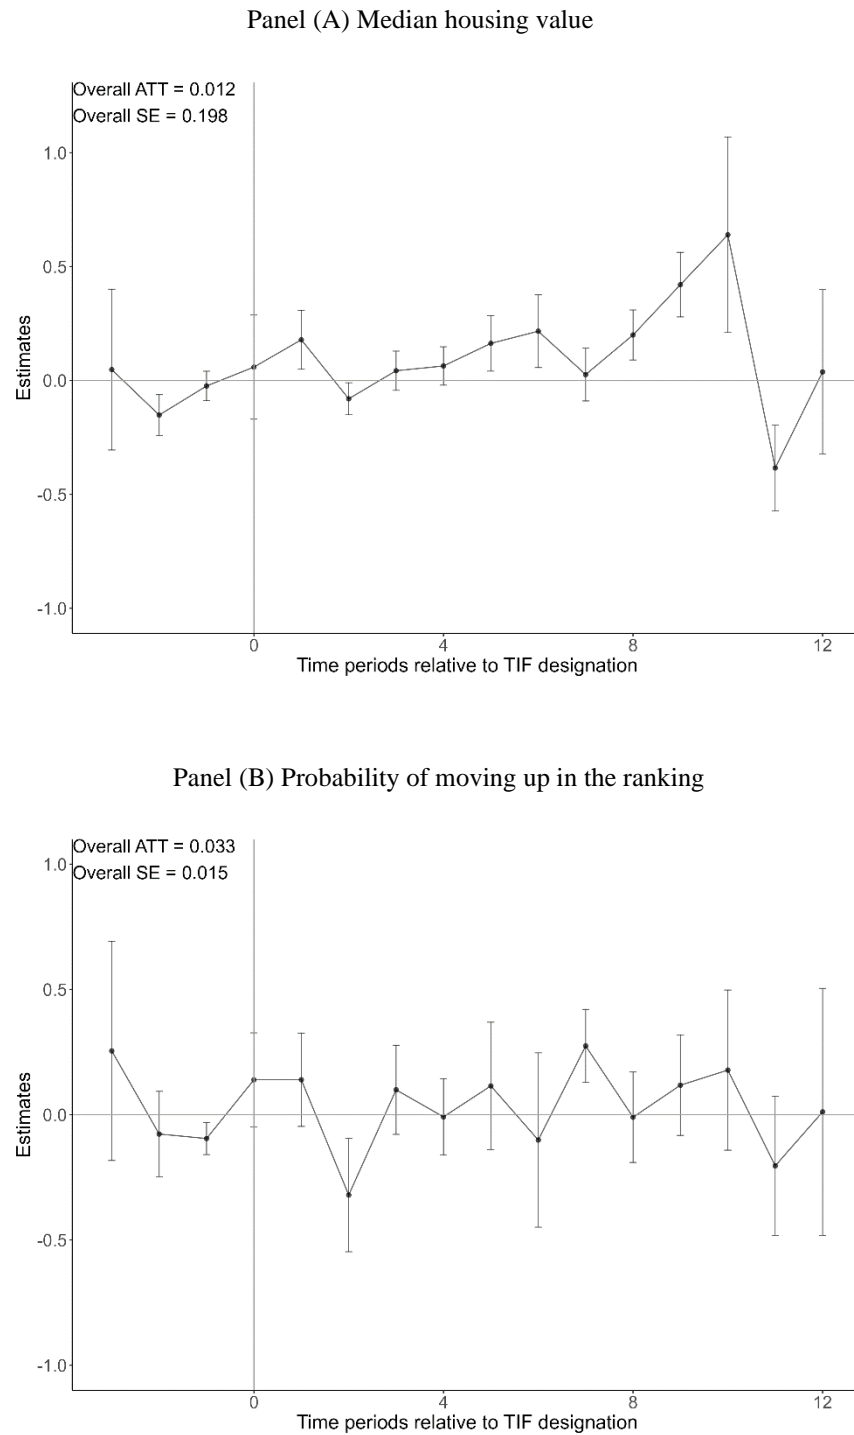 Panel (A) Median housing value
Overall ATT = 0.012
Overall SE = 0.198
1.0
0.5
0.0
-0.5
-1.0
Estimates
0 4 8 12
Time periods relative to TIF designation
Panel (B) Probability of moving up in the ranking
Overall ATT = 0.033
Overall SE = 0.015
1.0
0.5
0.0
-0.5
-1.0
Estimates
0 4 8 12
Time periods relative to TIF designation